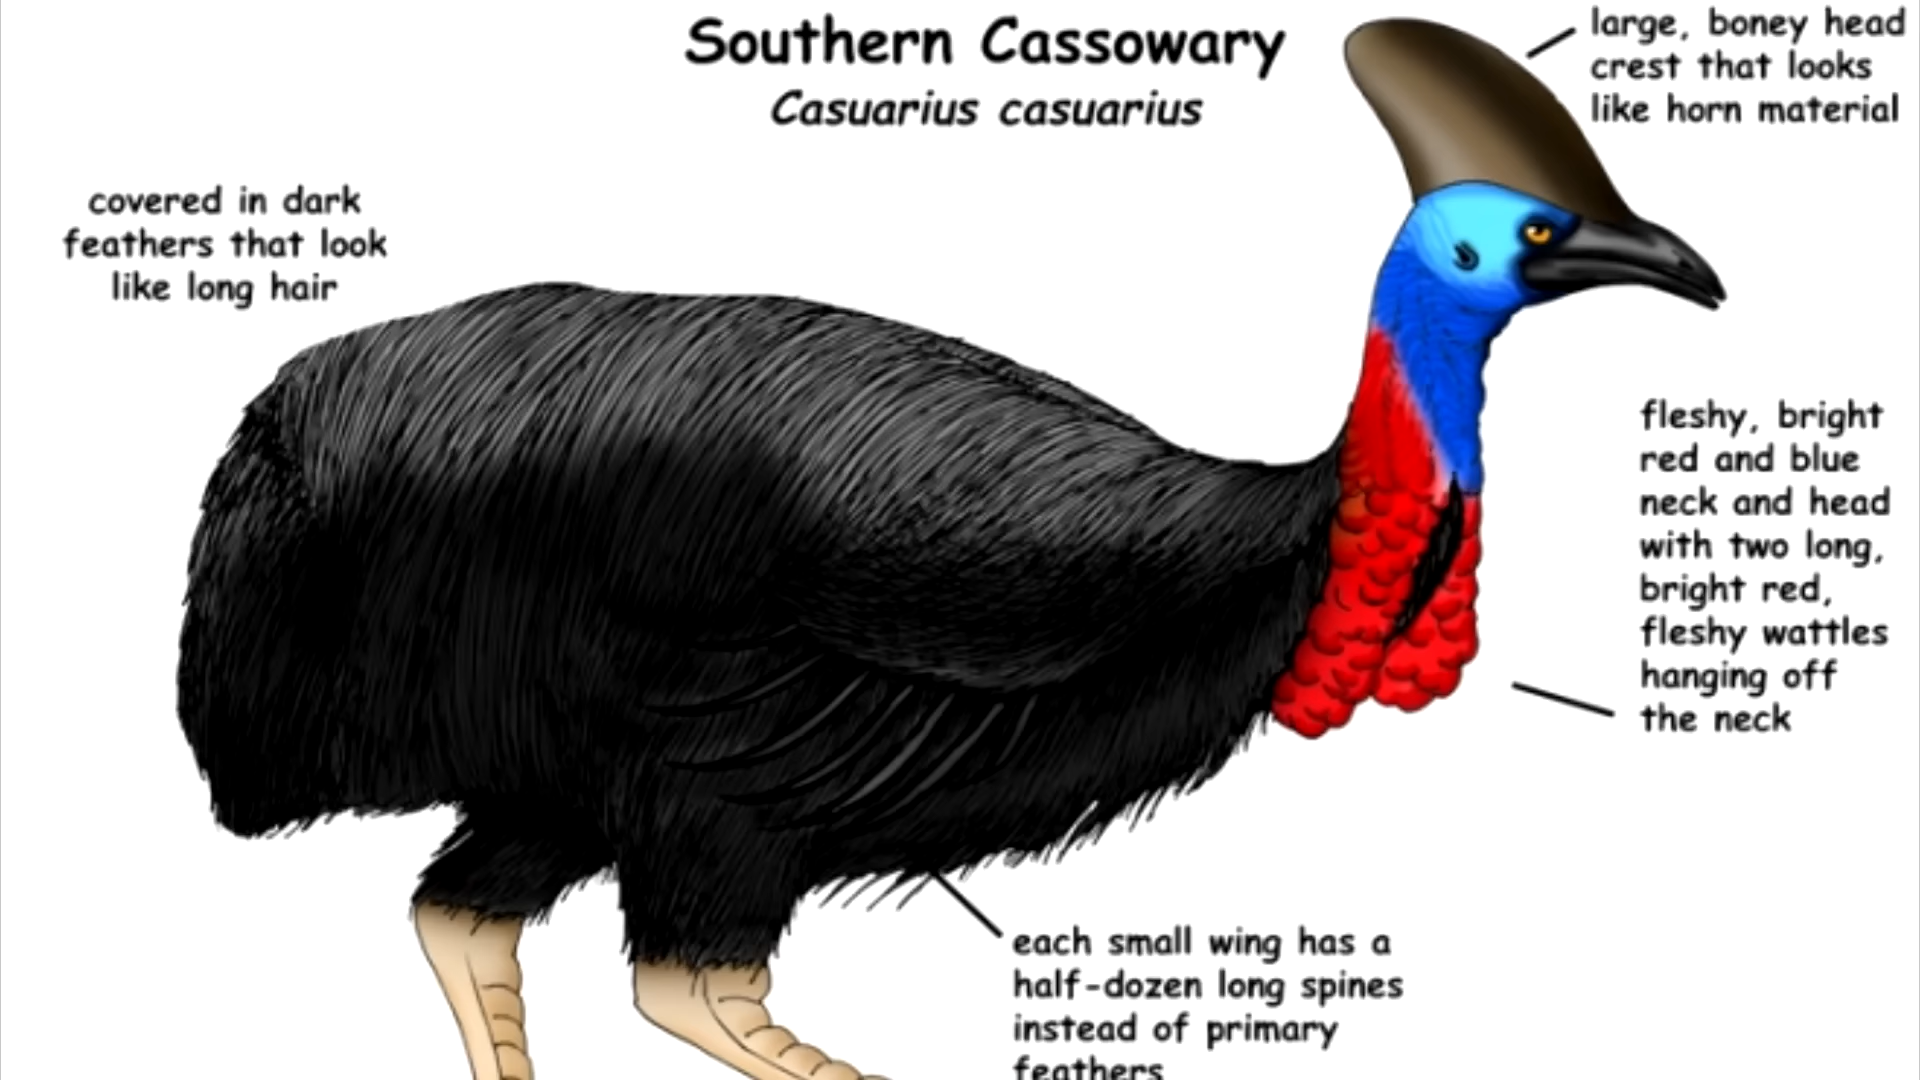 Southern Cassowary
Casuarius casuarius
large, boney head
crest that looks
like horn material
covered in dark
feathers that look
like long hair
fleshy, bright
red and blue
neck and head
with two long,
bright red,
fleshy wattles
hanging off
the neck
each small wing has a
half-dozen long spines
instead of primary
feathers